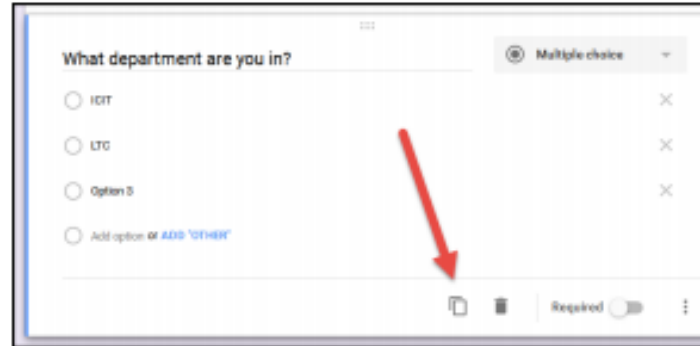 What department are you in?
Multiple choice
ICIT
LTC
Option 3
Add option or ADD "OTHER"
Required